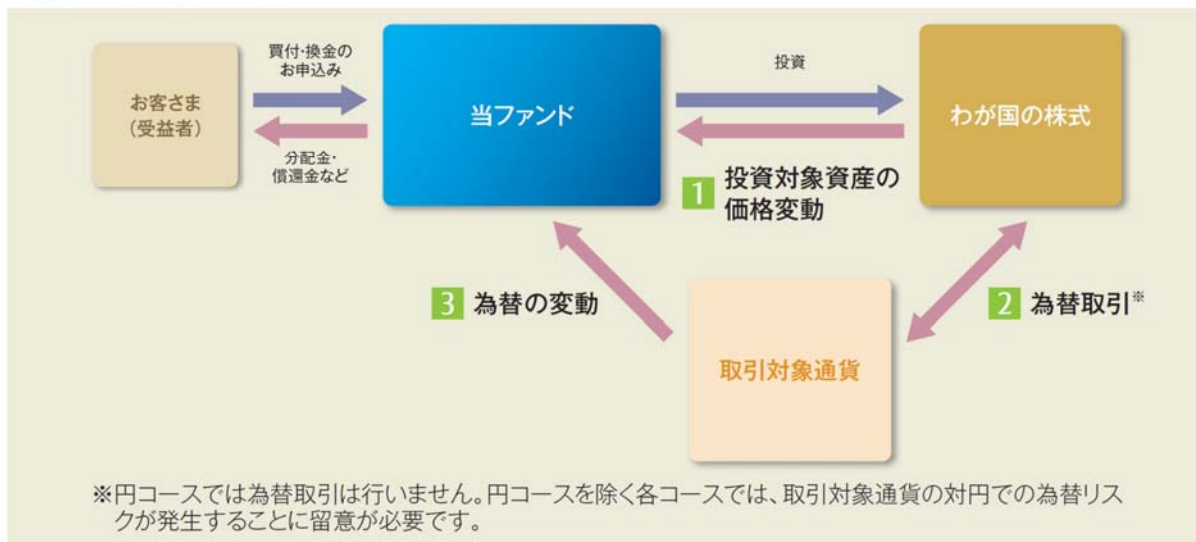 買付・換金の
お申込み
投資
お客さま
(受益者)
当ファンド
わが国の株式
分配金・
償還金など
1 投資対象資産の
価格変動
3 為替の変動
2 為替取引※
取引対象通貨
※円コースでは為替取引は行いません。円コースを除く各コースでは、取引対象通貨の対円での為替リス
クが発生することに留意が必要です。